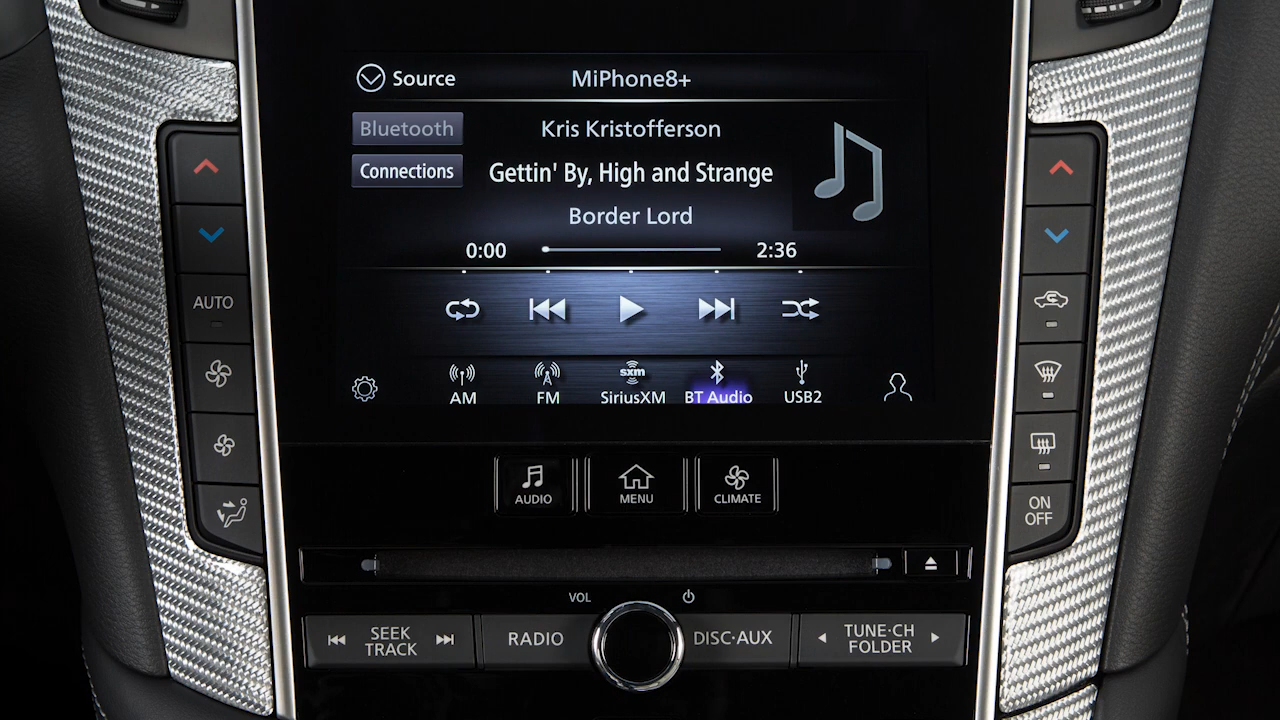 Source
MiPhone8+
Bluetooth
Kris Kristofferson
Connections
Gettin' By, High and Strange
Border Lord
0:00
2:36
AUTO
AM
FM
sxm
SiriusXM
BT Audio
USB2
AUDIO
MENU
CLIMATE
ON
OFF
VOL
SEEK
TRACK
RADIO
DISC·AUX
TUNE·CH
FOLDER